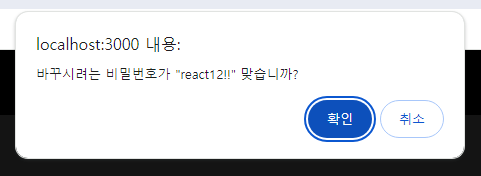 localhost:3000 내용:
바꾸시려는 비밀번호가 "react12!!" 맞습니까?
확인
취소